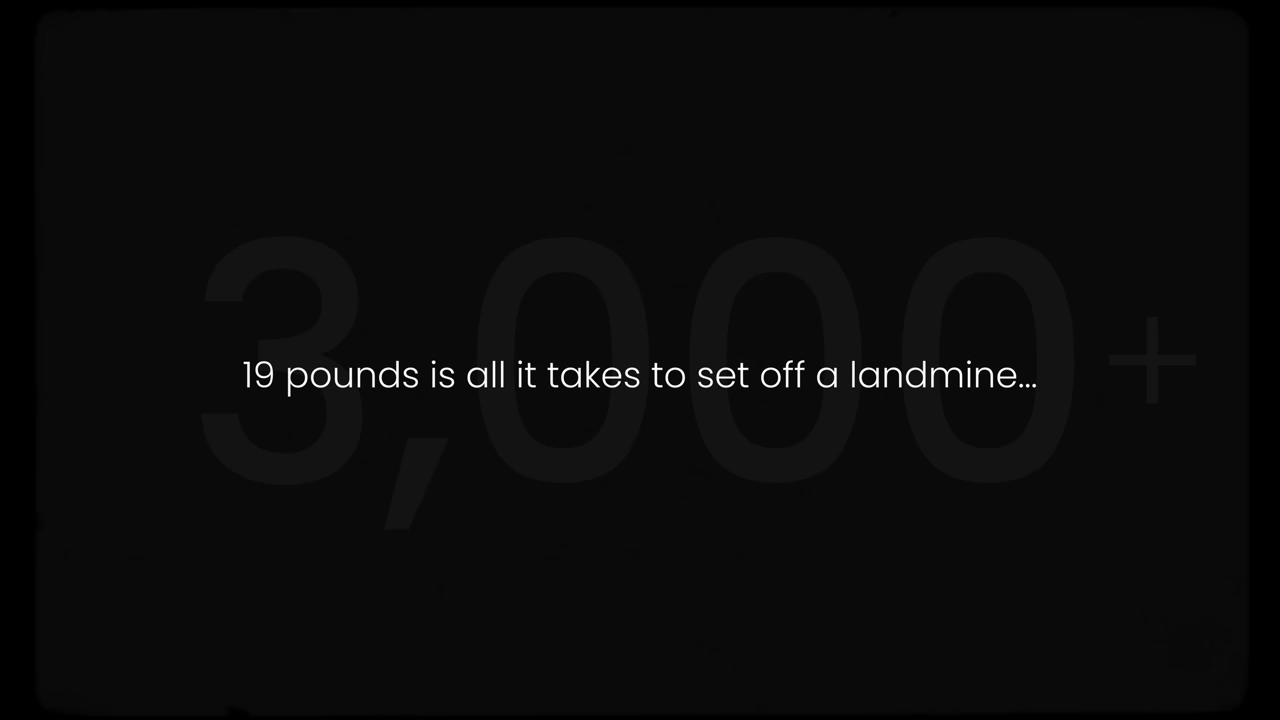 3,000+
19 pounds is all it takes to set off a landmine...